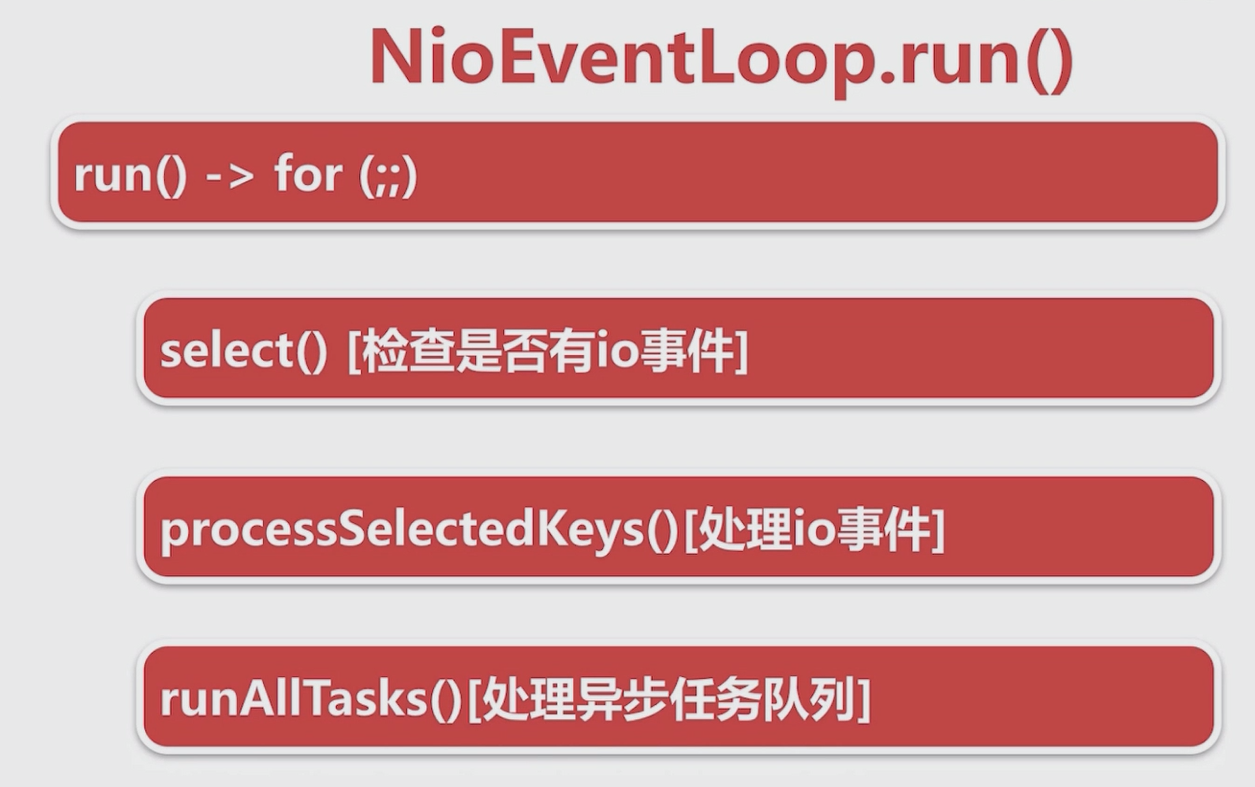 NioEventLoop.run()
run() -> for (;;)
select() [检查是否有io事件]
processSelectedKeys()[处理io事件]
runAllTasks()[处理异步任务队列]